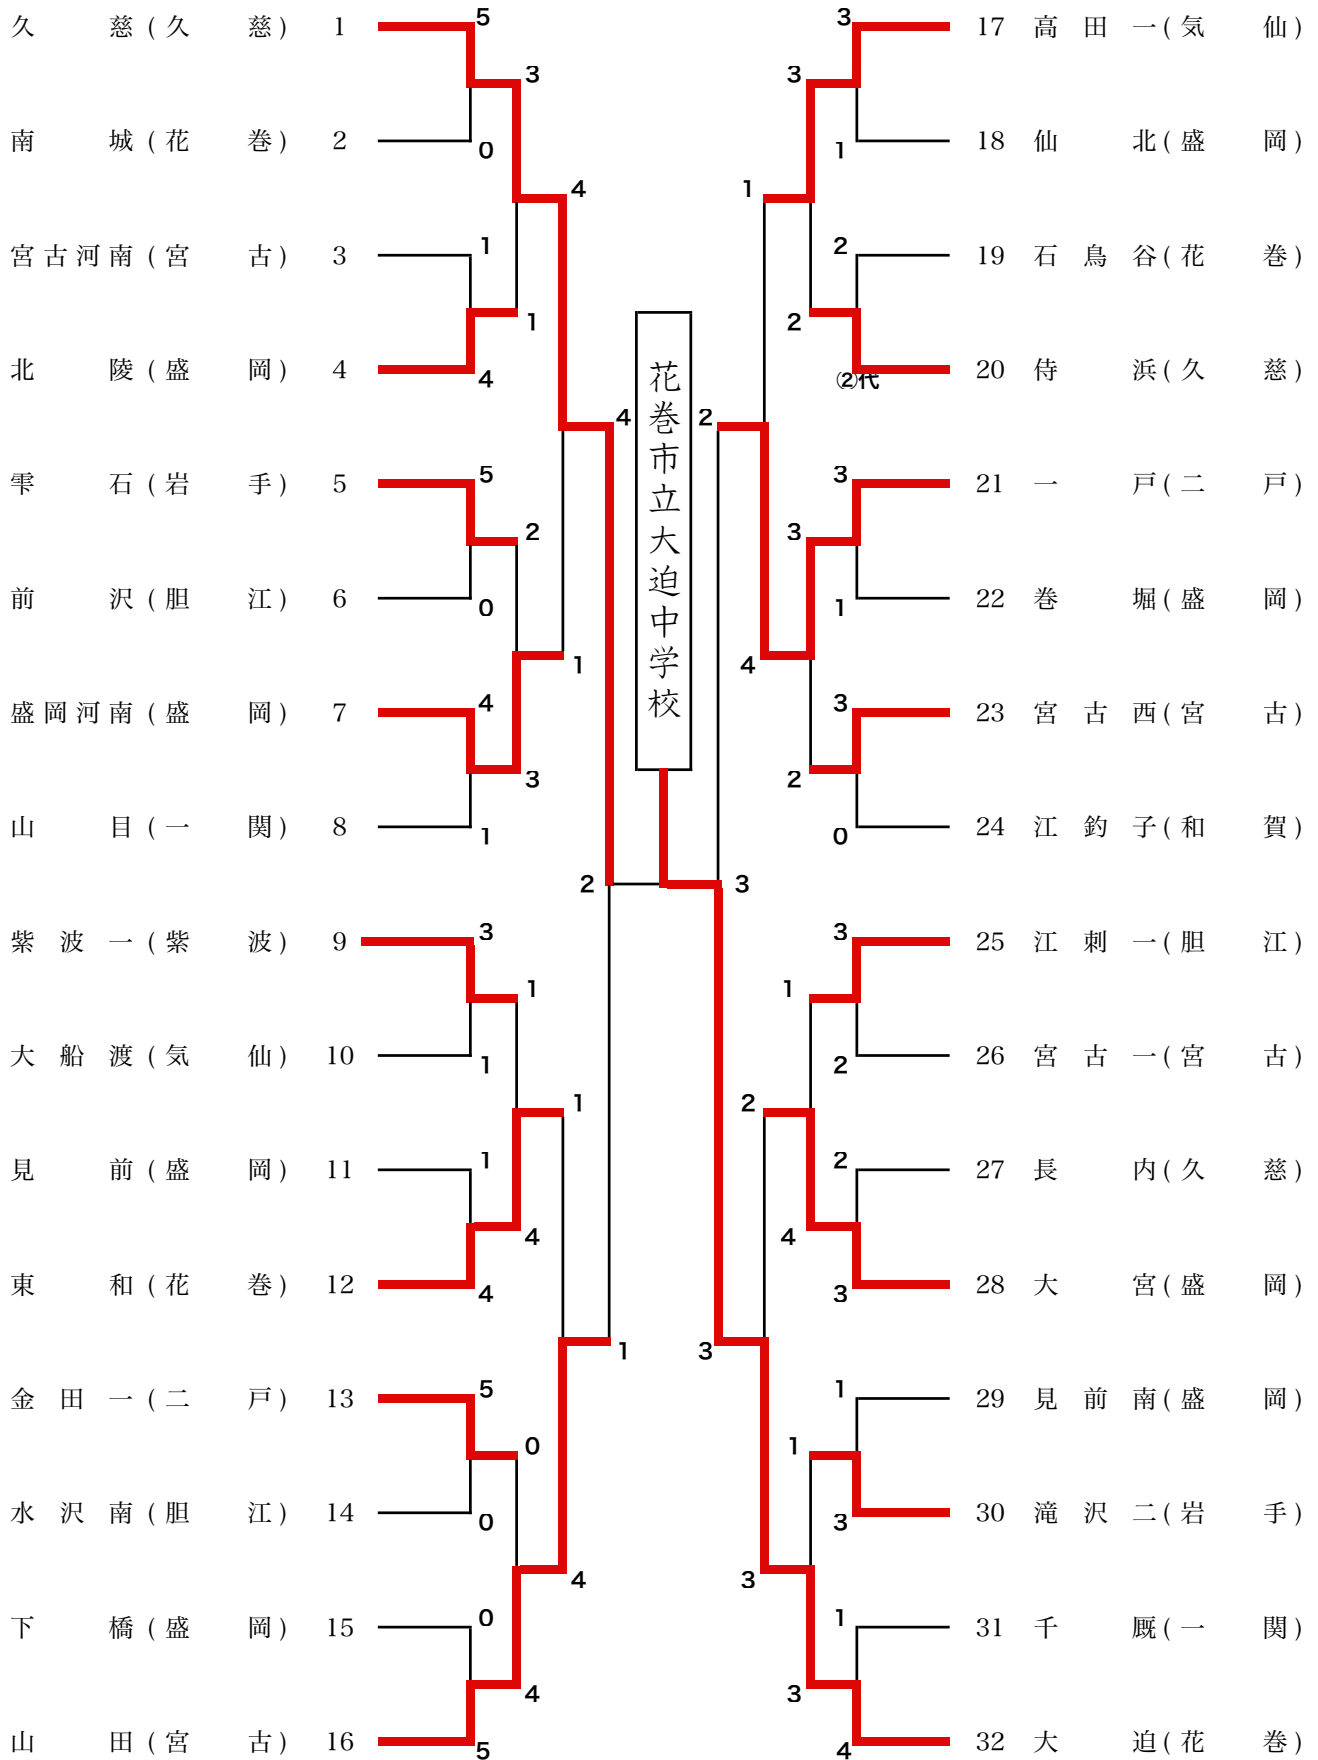 久慈(久慈) 1
5
3
南城(花巻) 2
0
4
宮古河南(宮古) 3
1
1
北陵(盛岡) 4
4
4
雫石(岩手) 5
5
2
前沢(胆江) 6
0
1
盛岡河南(盛岡) 7
4
3
山目(一関) 8
1
2
紫波一(紫波) 9
3
1
大船渡(気仙) 10
1
1
見前(盛岡) 11
1
4
東和(花巻) 12
4
1
金田一(二戸) 13
5
0
水沢南(胆江) 14
0
4
下橋(盛岡) 15
0
4
山田(宮古) 16
5
花巻市立大迫中学校
3
17 高田一(気仙)
3
1
18 仙北(盛岡)
1
2
19 石鳥谷(花巻)
2
②代
20 侍浜(久慈)
2
3
21 一戸(二戸)
3
1
22 巻堀(盛岡)
4
3
23 宮古西(宮古)
2
0
24 江釣子(和賀)
3
3
25 江刺一(胆江)
1
2
26 宮古一(宮古)
2
2
27 長内(久慈)
4
3
28 大宮(盛岡)
3
1
29 見前南(盛岡)
1
3
30 滝沢二(岩手)
3
1
31 千厩(一関)
3
4
32 大迫(花巻)